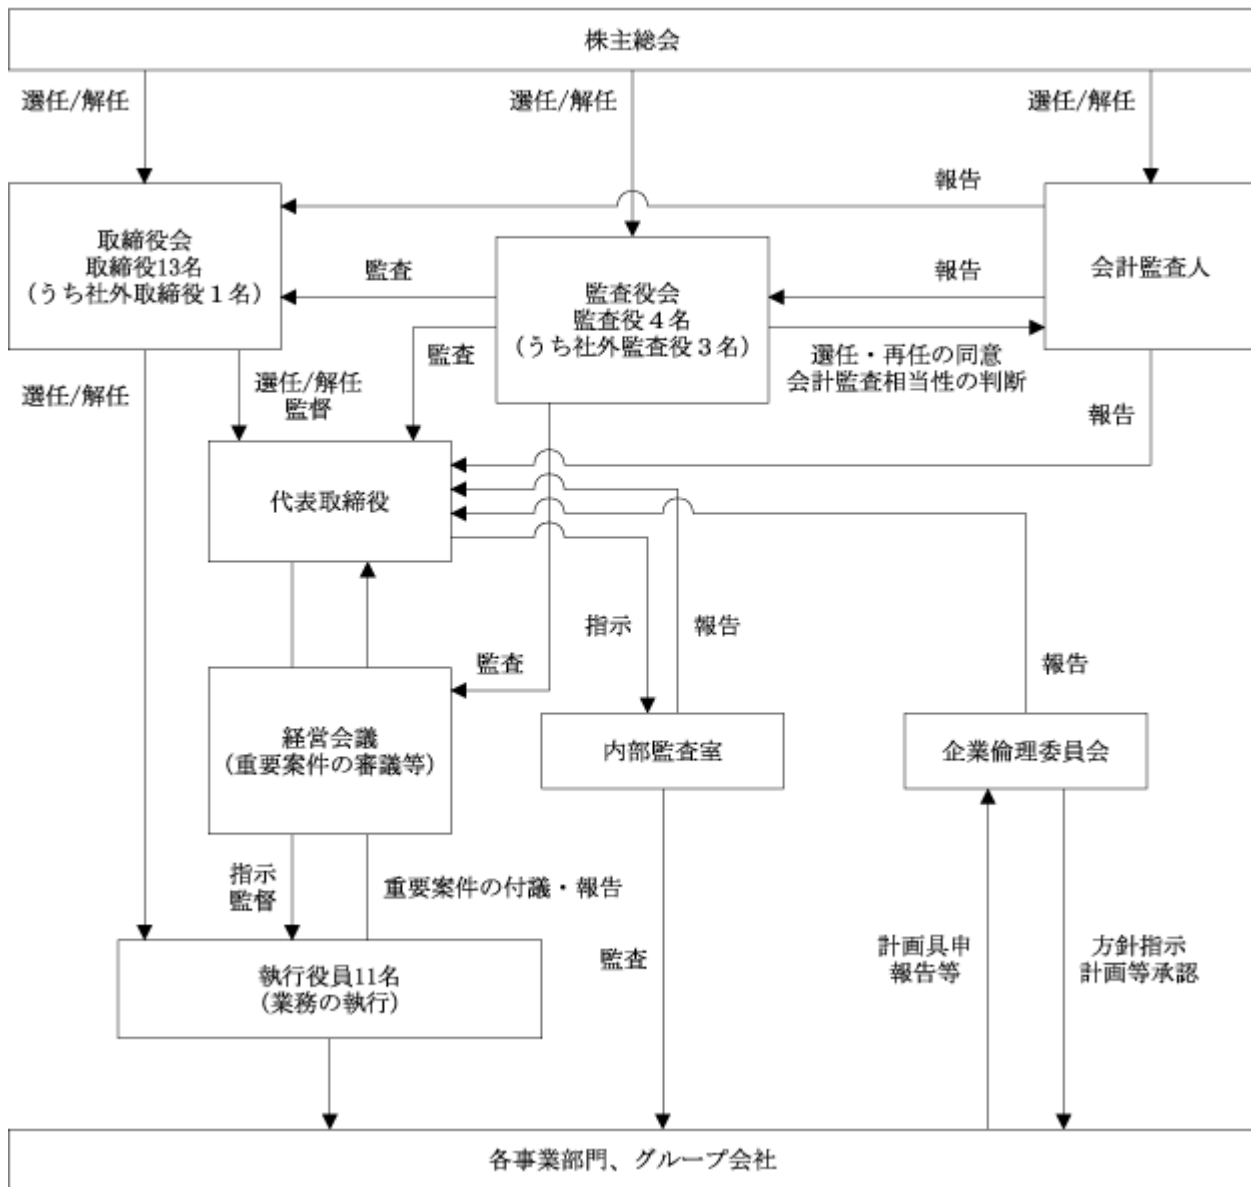 株主総会
選任/解任
選任/解任
選任/解任
報告
取締役会
取締役13名
(うち社外取締役1名)
監査
監査役会
監査役4名
(うち社外監査役3名)
報告
会計監査人
選任/解任
選任/解任
監督
監査
選任・再任の同意
会計監査相当性の判断
報告
代表取締役
指示
報告
監査
報告
経営会議
(重要案件の審議等)
内部監査室
企業倫理委員会
指示
監督
重要案件の付議・報告
監査
計画具申
報告等
方針指示
計画等承認
執行役員11名
(業務の執行)
各事業部門、グループ会社